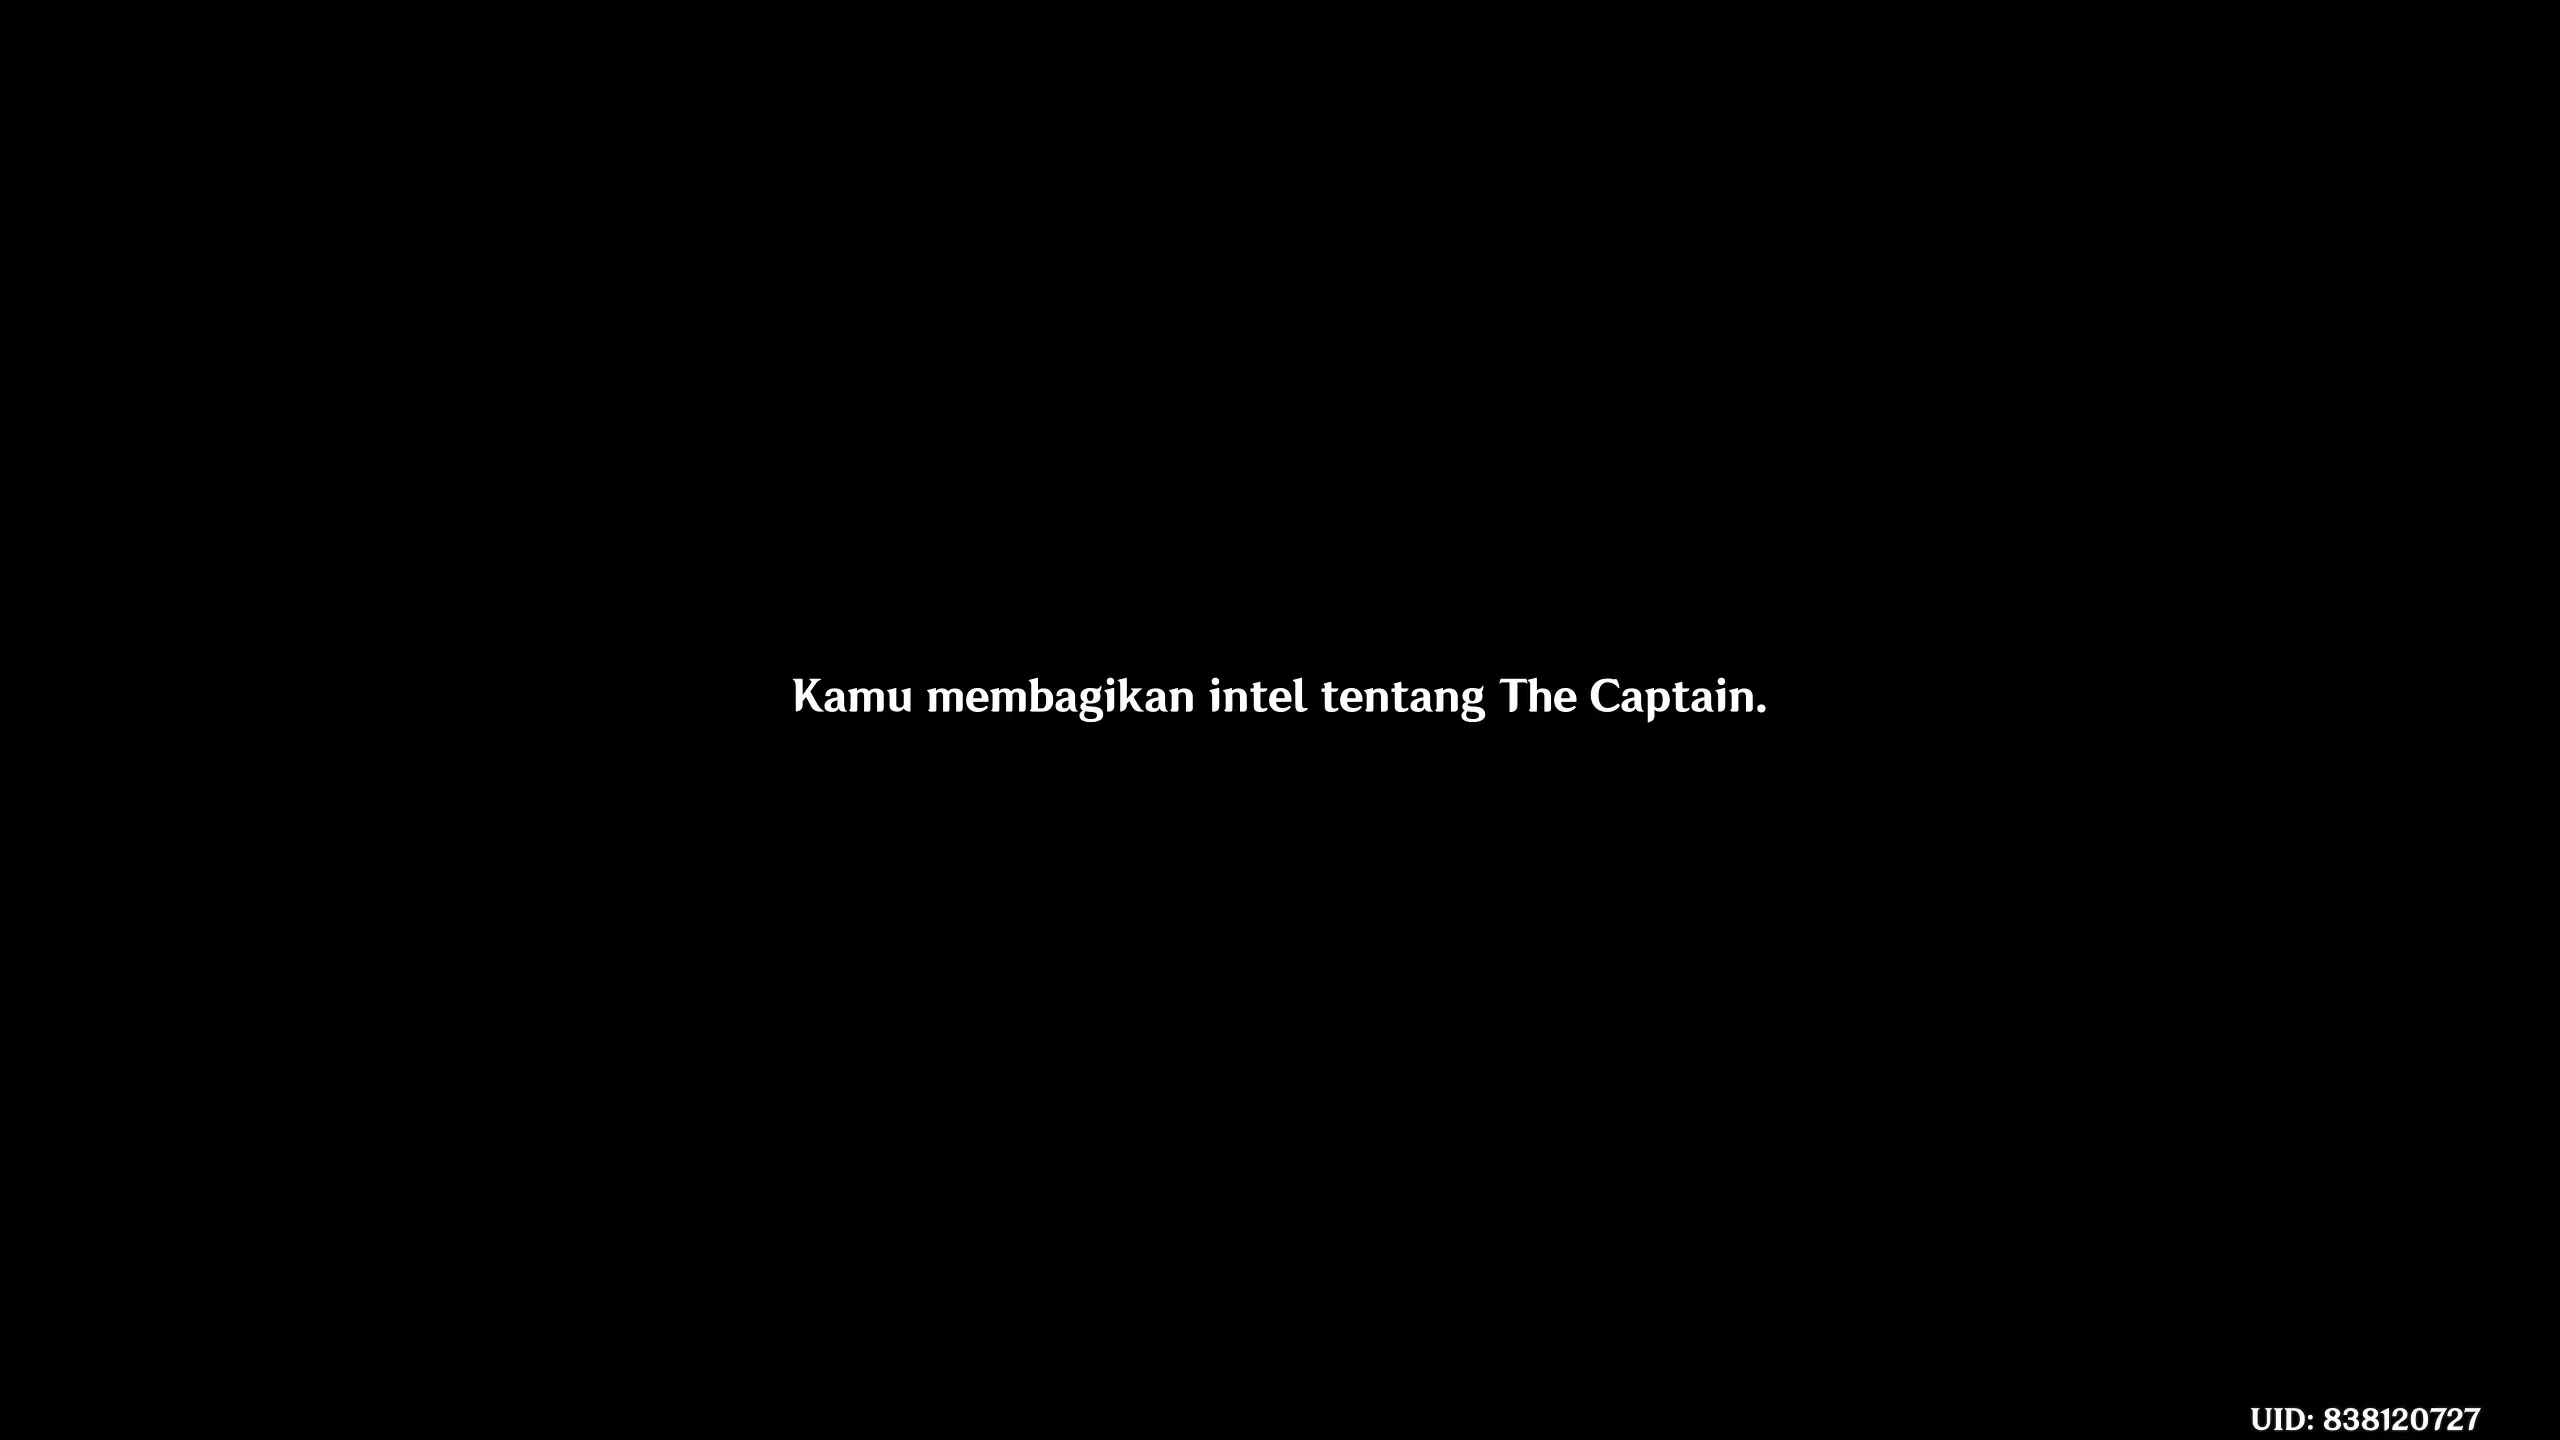 Kamu membagikan intel tentang The Captain.
UID: 838120727